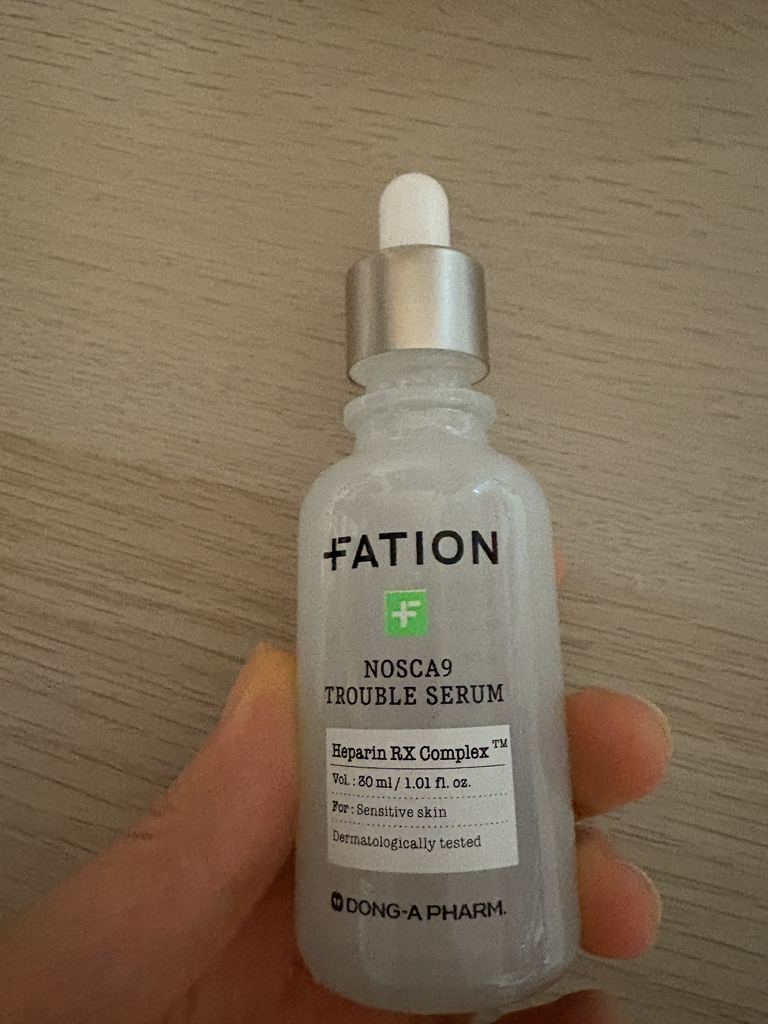 FATION
NOSCA9
TROUBLE SERUM
Heparin RX Complex™
Vol. : 30 ml / 1.01 fl. oz.
For : Sensitive skin
Dermatologically tested
DONG-A PHARM.